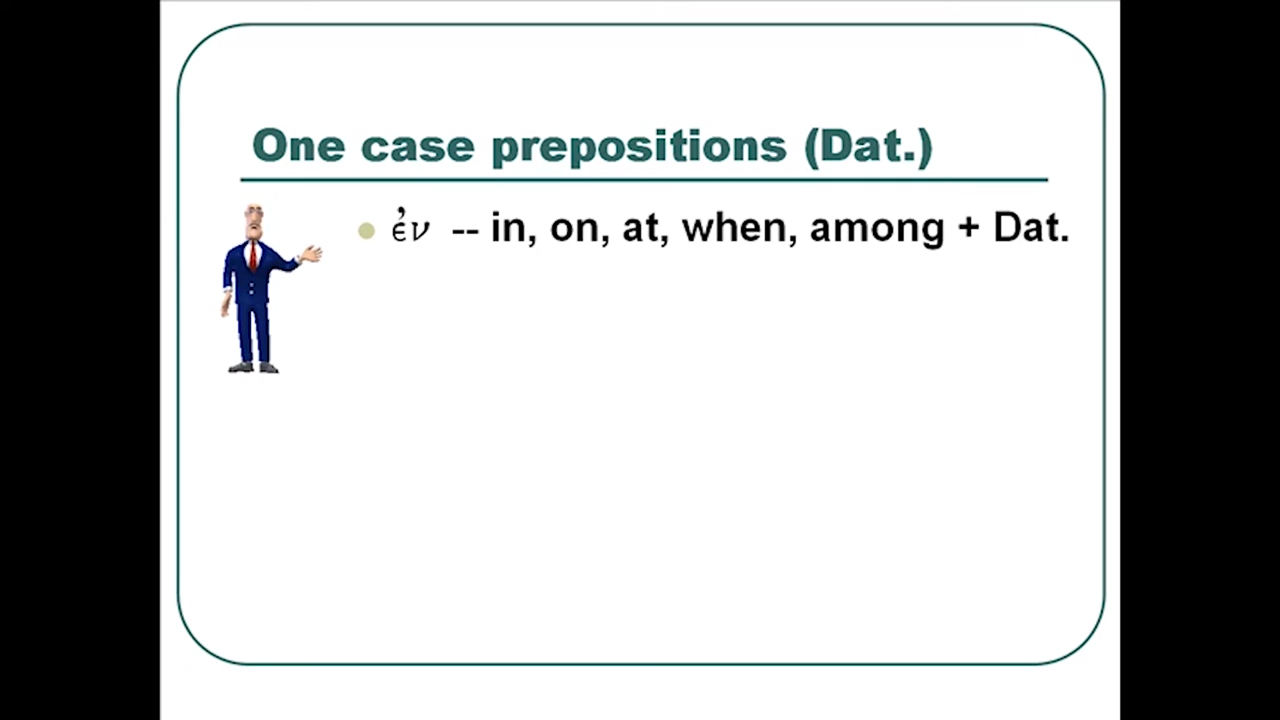 One case prepositions (Dat.)
ἐν -- in, on, at, when, among + Dat.